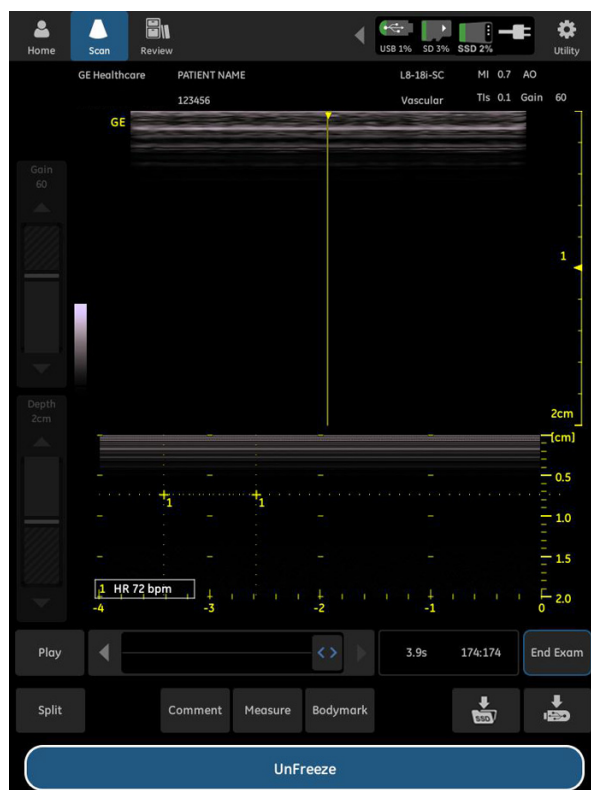 USB 1% SD 3% SSD 2%
Home Scan Review Utility
GE Healthcare PATIENT NAME L8-18i-SC MI 0.7 AO
123456 Vascular TIs 0.1 Gain 60
GE
Gain
60
1
Depth
2cm
2cm
[cm]
0.5
1 1
1.0
1.5
1 HR 72 bpm
2.0
-4 -3 -2 -1 0
Play < > 3.9s 174:174 End Exam
Split Comment Measure Bodymark SSD
UnFreeze